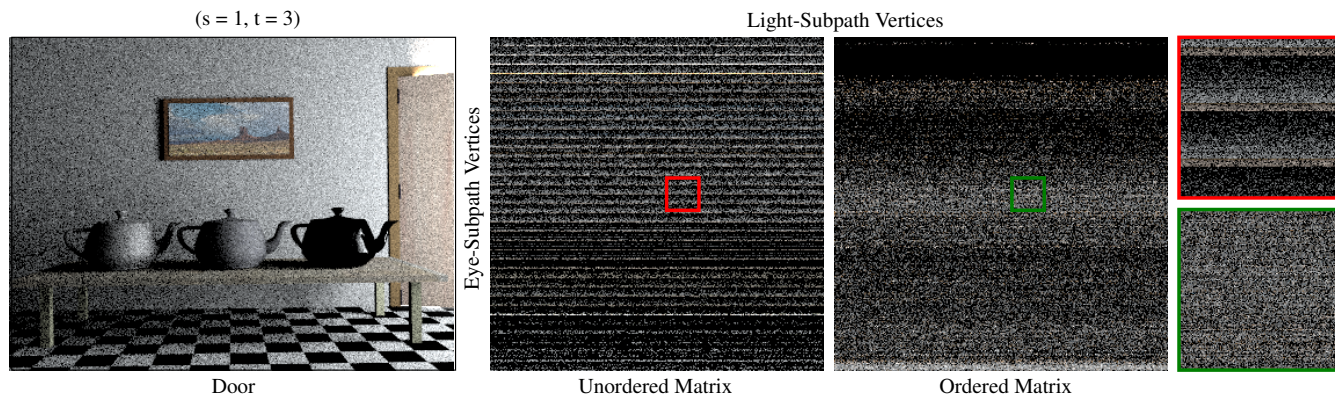 (s = 1, t = 3)
Light-Subpath Vertices
Eye-Subpath Vertices
Door
Unordered Matrix
Ordered Matrix